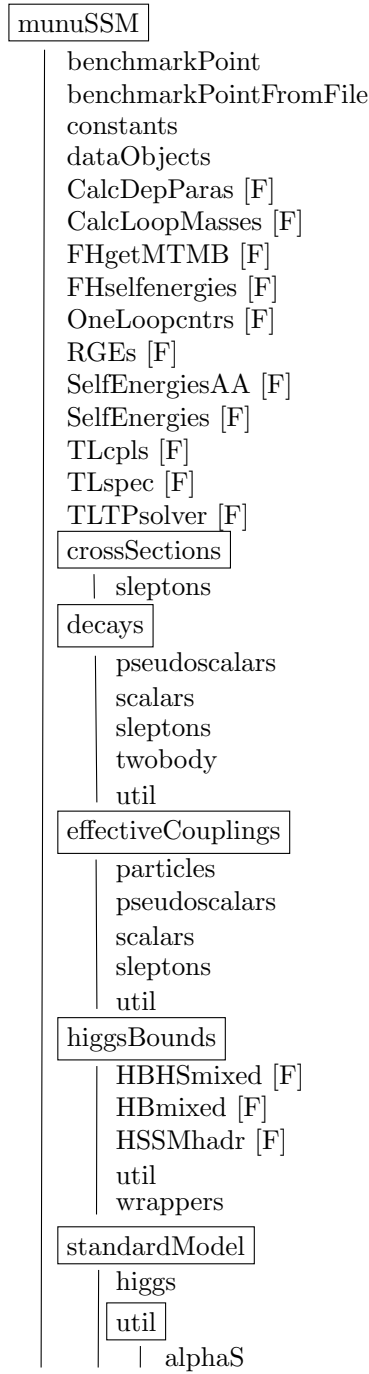 munuSSM
benchmarkPoint
benchmarkPointFromFile
constants
dataObjects
CalcDepParas [F]
CalcLoopMasses [F]
FHgetMTMB [F]
FHselfenergies [F]
OneLoopcntrs [F]
RGEs [F]
SelfEnergiesAA [F]
SelfEnergies [F]
TLcpls [F]
TLspec [F]
TLTPsolver [F]
crossSections
sleptons
decays
pseudoscalars
scalars
sleptons
twobody
util
effectiveCouplings
particles
pseudoscalars
scalars
sleptons
util
higgsBounds
HBHSmixed [F]
HBmixed [F]
HSSMhadr [F]
util
wrappers
standardModel
higgs
util
alphaS